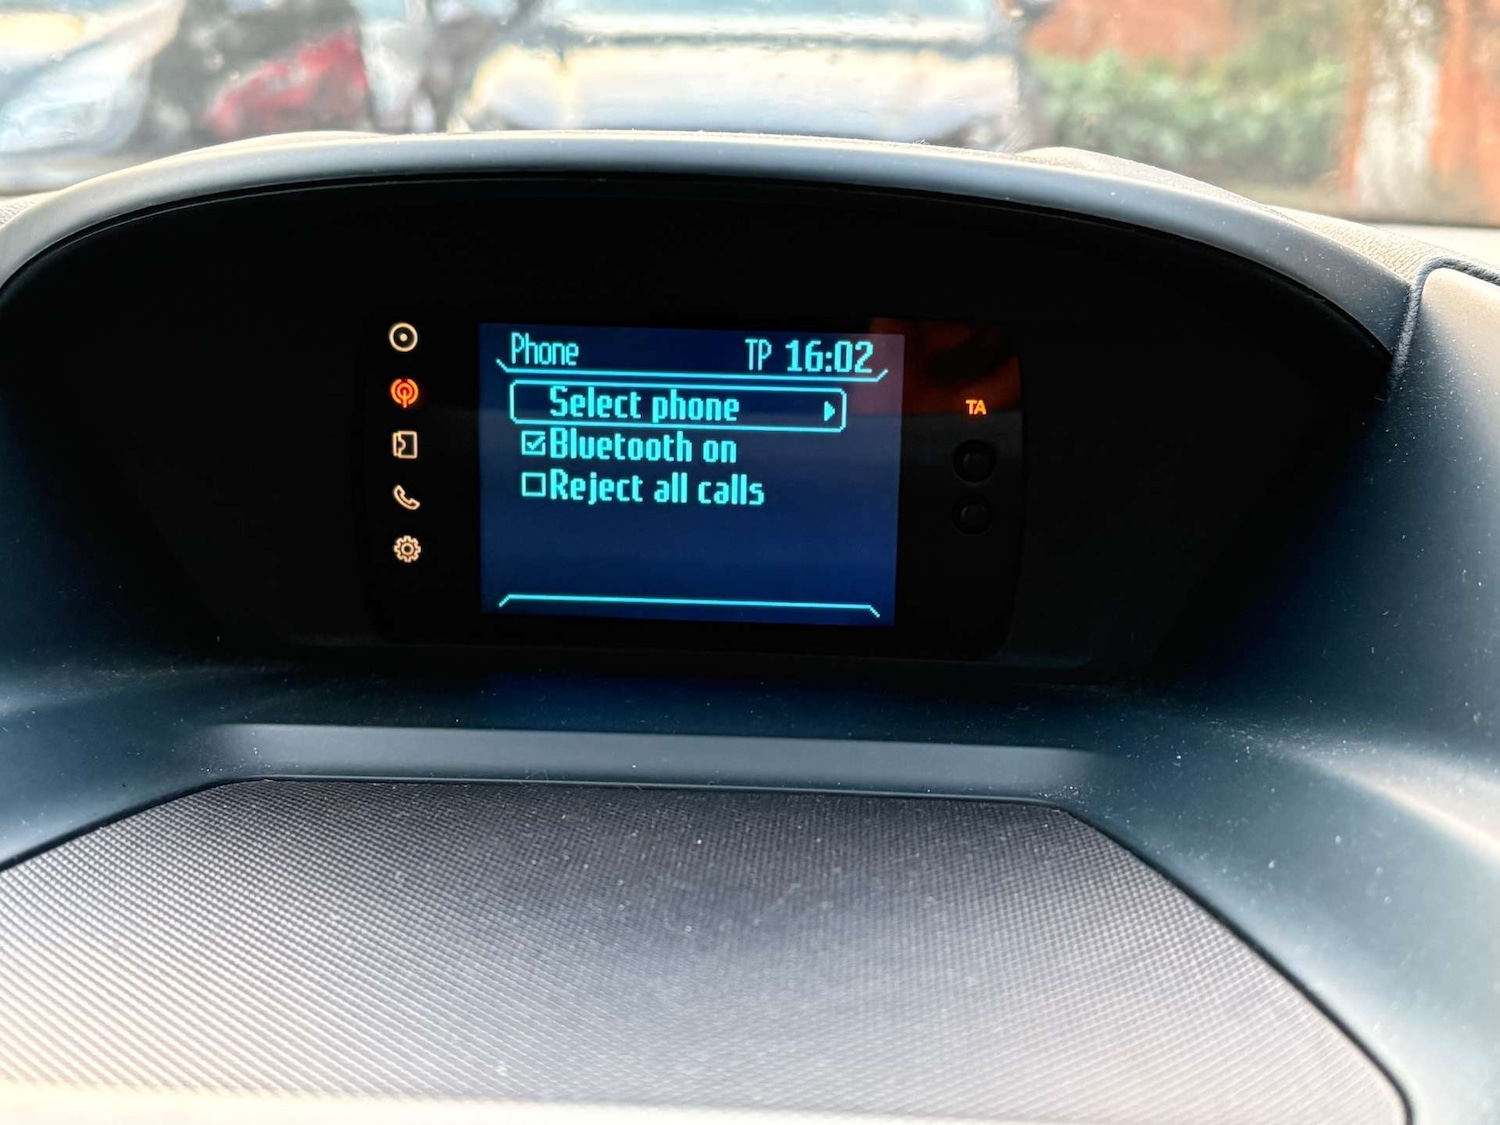 Phone TP 16:02
Select phone
TA
Bluetooth on
Reject all calls